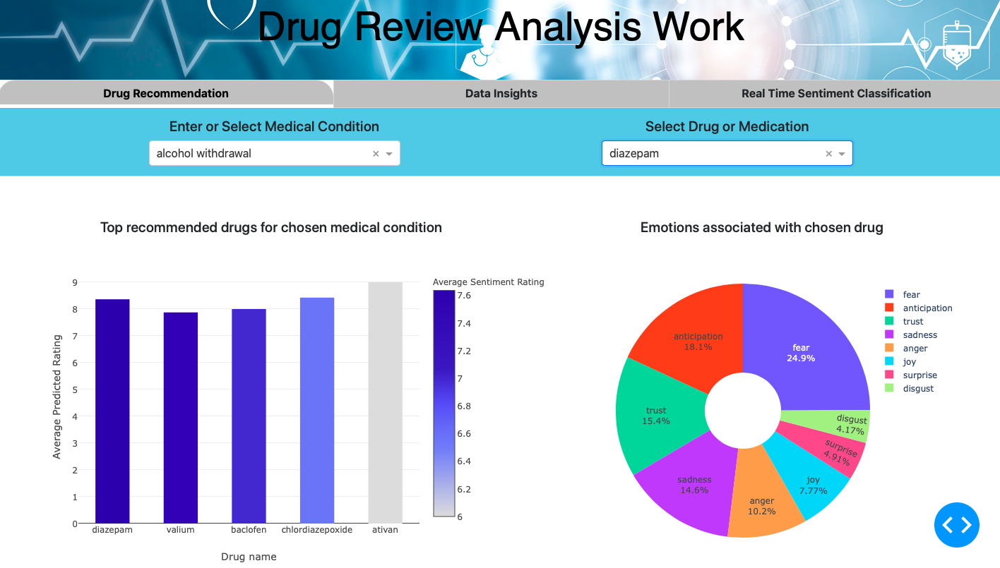 Drug Review Analysis Work
Drug Recommendation
Data Insights
Real Time Sentiment Classification
Enter or Select Medical Condition
Select Drug or Medication
alcohol withdrawal
×
diazepam
×
Top recommended drugs for chosen medical condition
Emotions associated with chosen drug
Average Predicted Rating
9
8
7
6
5
4
3
2
1
0
diazepam
valium
baclofen
chlordiazepoxide
ativan
Drug name
Average Sentiment Rating
7.6
7.4
7.2
7
6.8
6.6
6.4
6.2
6
fear
24.9%
anticipation
18.1%
trust
15.4%
sadness
14.6%
anger
10.2%
joy
7.77%
surprise
4.91%
disgust
4.17%
fear
anticipation
trust
sadness
anger
joy
surprise
disgust